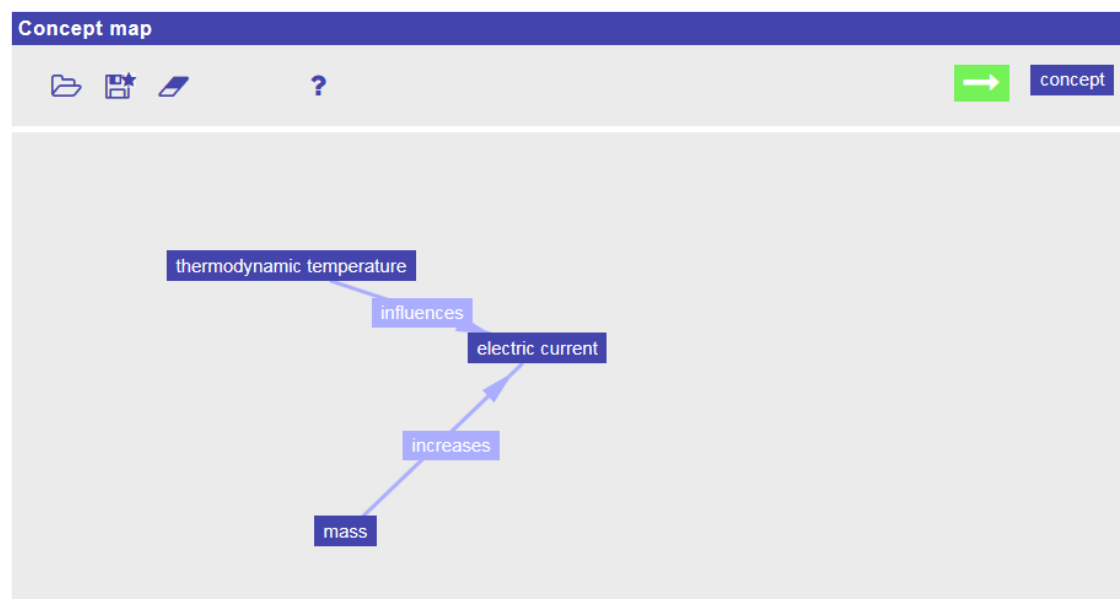 Concept map
?
concept
thermodynamic temperature
influences
electric current
increases
mass